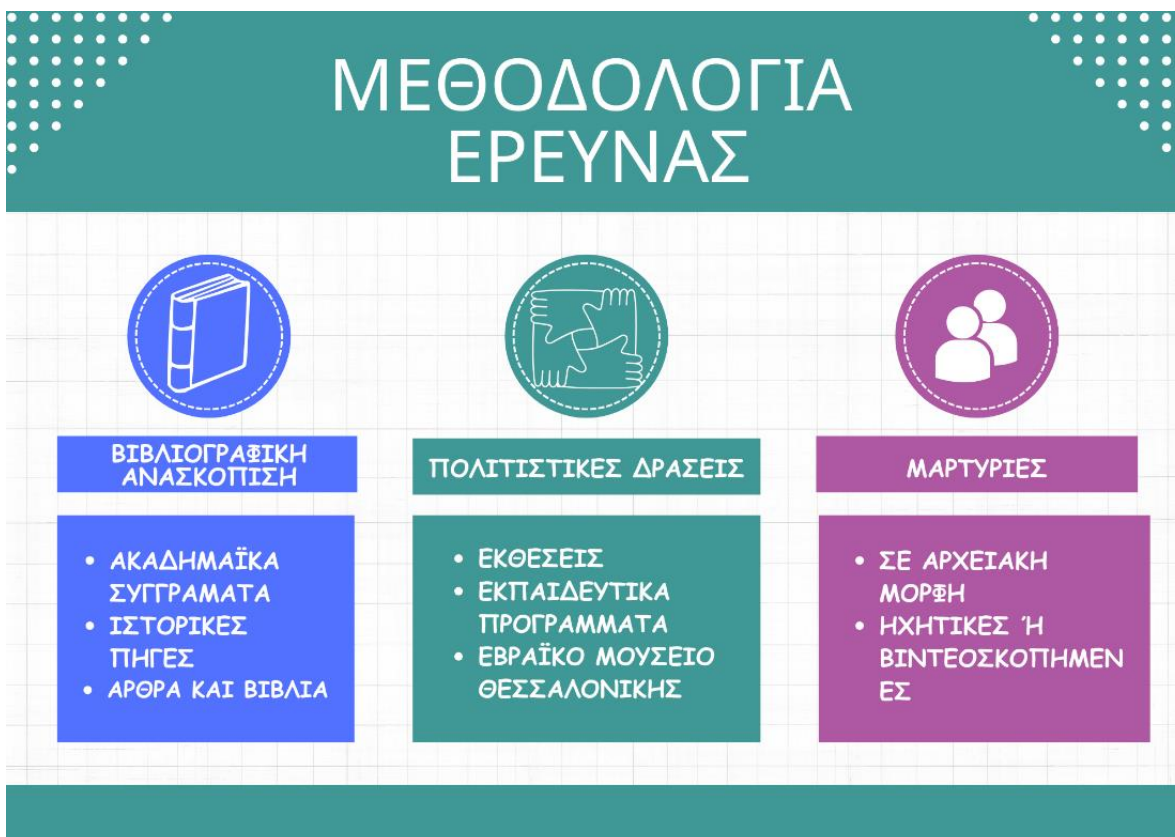 ΜΕΘΟΔΟΛΟΓΙΑ
ΕΡΕΥΝΑΣ
ΒΙΒΛΙΟΓΡΑΦΙΚΗ
ΑΝΑΣΚΟΠΙΣΗ
• ΑΚΑΔΗΜΑΪΚΑ
ΣΥΓΓΡΑΜΑΤΑ
• ΙΣΤΟΡΙΚΕΣ
ΠΗΓΕΣ
• ΑΡΘΡΑ ΚΑΙ ΒΙΒΛΙΑ
ΠΟΛΙΤΙΣΤΙΚΕΣ ΔΡΑΣΕΙΣ
• ΕΚΘΕΣΕΙΣ
• ΕΚΠΑΙΔΕΥΤΙΚΑ
ΠΡΟΓΡΑΜΜΑΤΑ
• ΕΒΡΑΪΚΟ ΜΟΥΣΕΙΟ
ΘΕΣΣΑΛΟΝΙΚΗΣ
ΜΑΡΤΥΡΙΕΣ
• ΣΕ ΑΡΧΕΙΑΚΗ
ΜΟΡΦΗ
• ΗΧΗΤΙΚΕΣ Ή
ΒΙΝΤΕΟΣΚΟΠΗΜΕΝ
ΕΣ